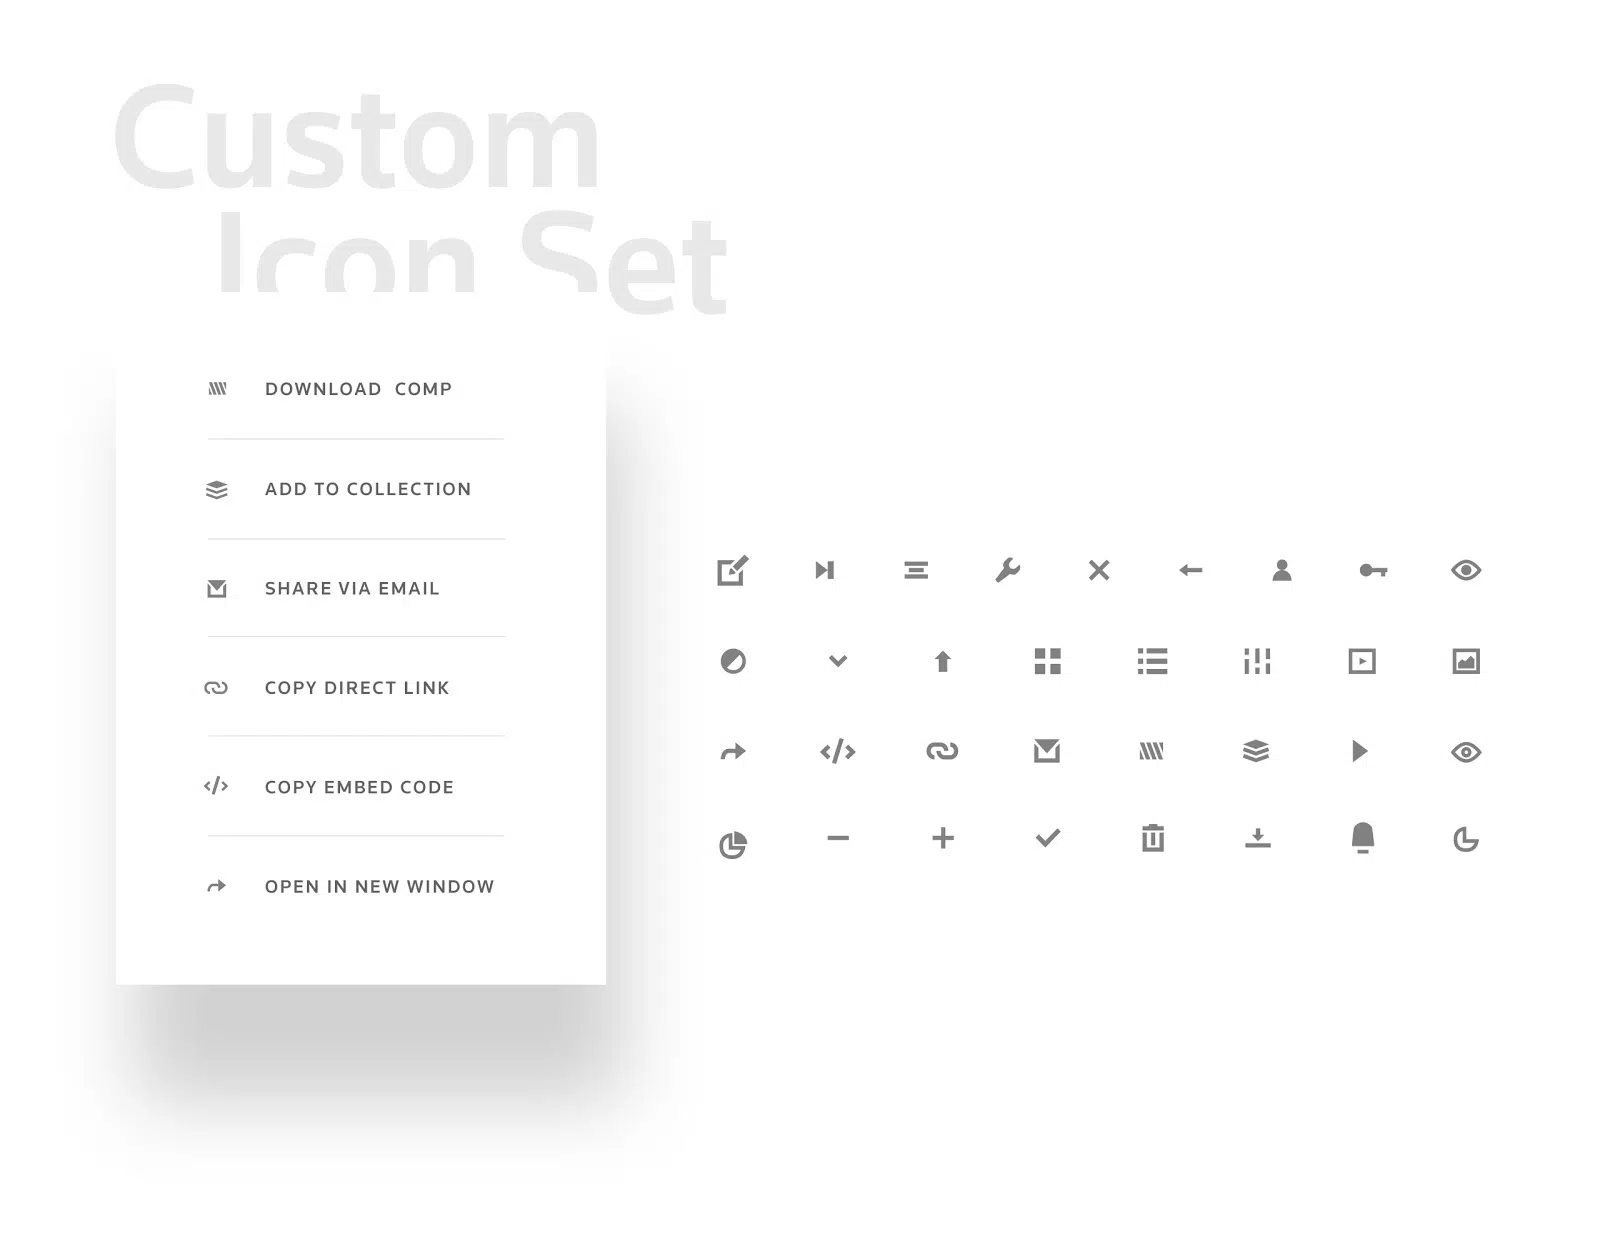 Custom
Icon Set
DOWNLOAD COMP
ADD TO COLLECTION
SHARE VIA EMAIL
COPY DIRECT LINK
COPY EMBED CODE
OPEN IN NEW WINDOW